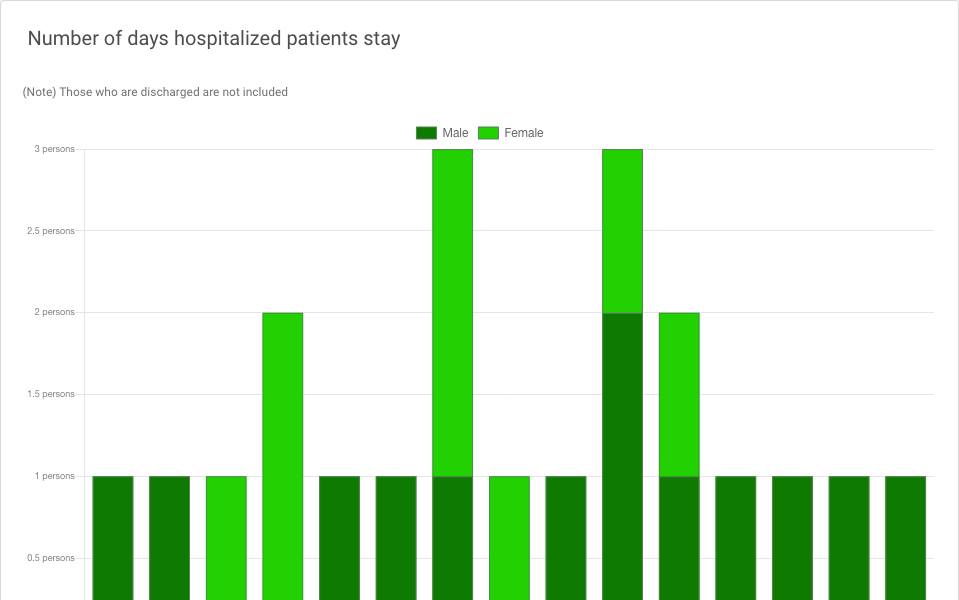 Number of days hospitalized patients stay
(Note) Those who are discharged are not included
Male Female
3 persons
2.5 persons
2 persons
1.5 persons
1 persons
0.5 persons